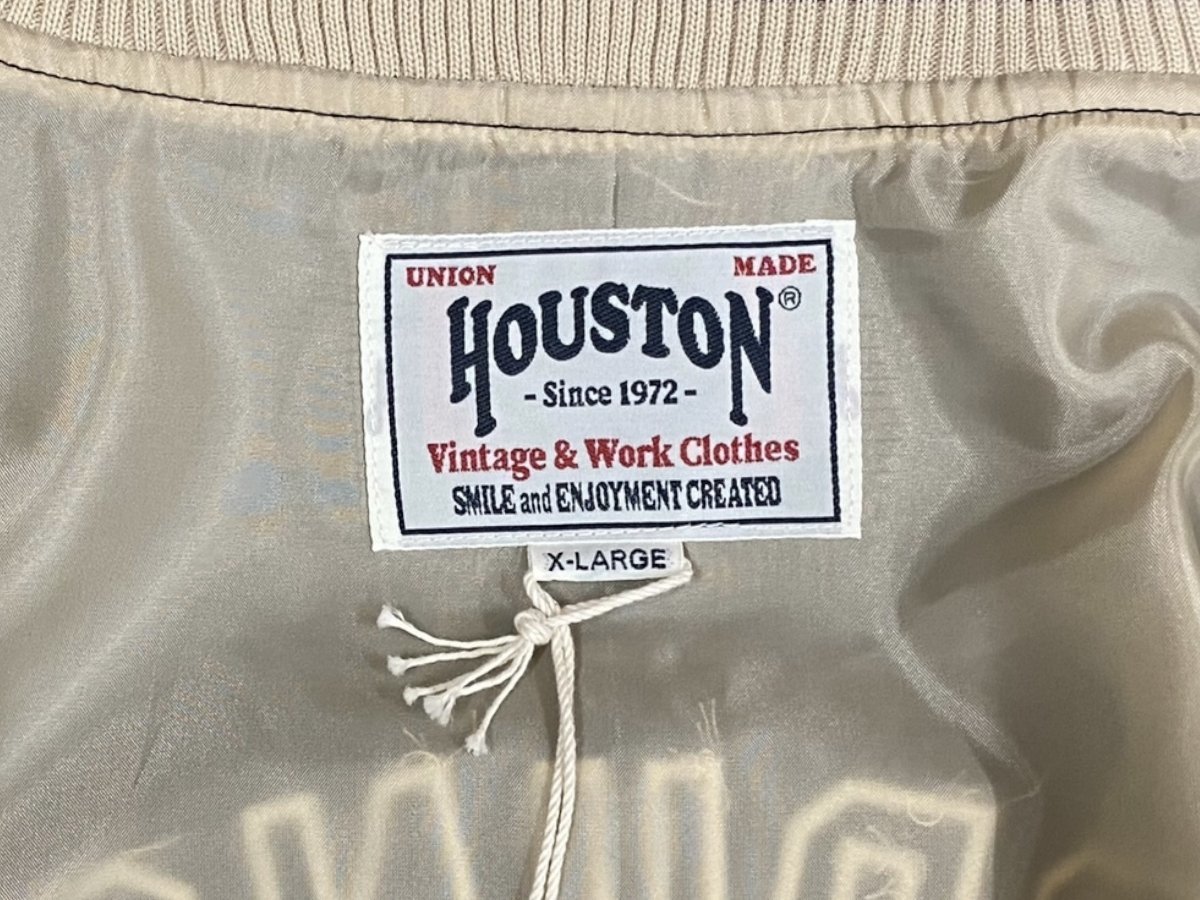 UNION MADE
HOUSTON®
- Since 1972 -
Vintage & Work Clothes
SMILE and ENJOYMENT CREATED
X-LARGE